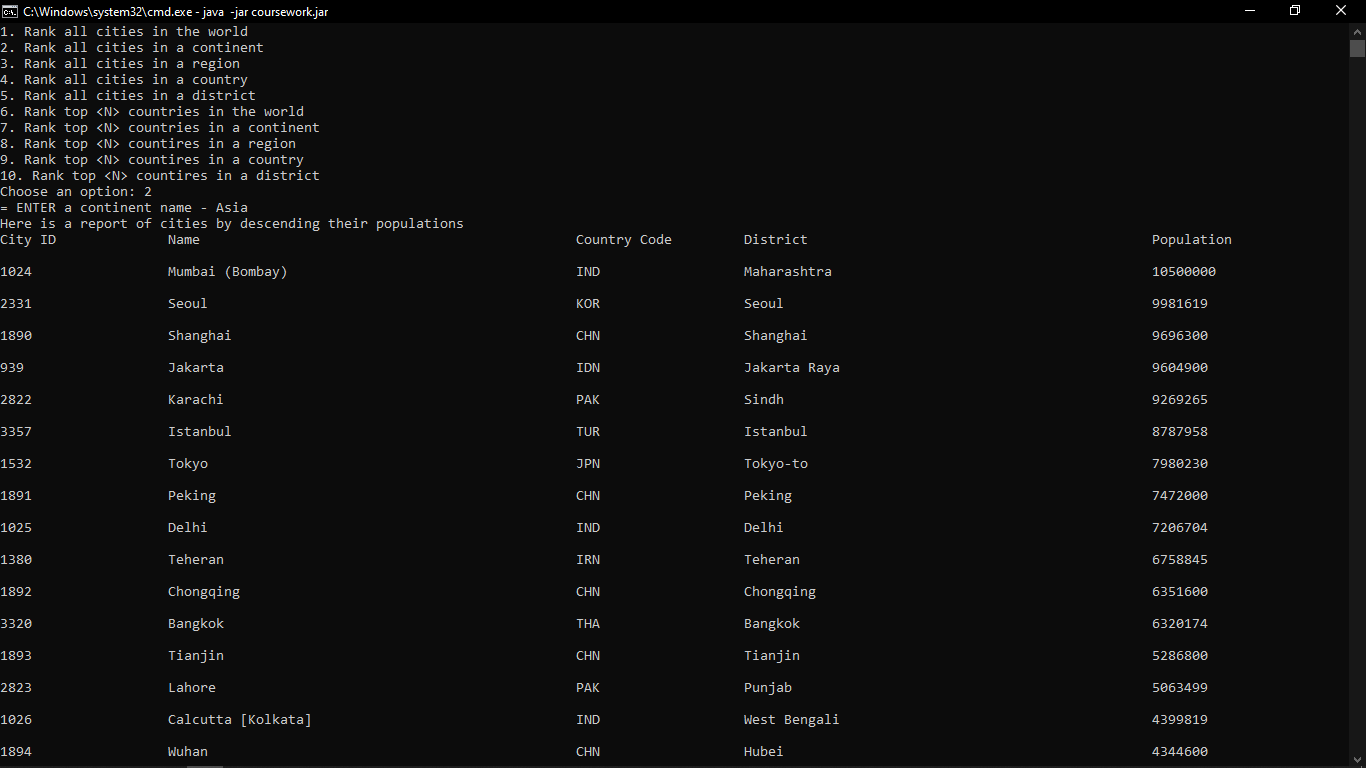 C:\Windows\system32\cmd.exe - java -jar coursework.jar
1. Rank all cities in the world
2. Rank all cities in a continent
3. Rank all cities in a region
4. Rank all cities in a country
5. Rank all cities in a district
6. Rank top <N> countries in the world
7. Rank top <N> countries in a continent
8. Rank top <N> countires in a region
9. Rank top <N> countires in a country
10. Rank top <N> countires in a district
Choose an option: 2
= ENTER a continent name - Asia
Here is a report of cities by descending their populations
City ID Name Country Code District Population
1024 Mumbai (Bombay) IND Maharashtra 10500000
2331 Seoul KOR Seoul 9981619
1890 Shanghai CHN Shanghai 9696300
939 Jakarta IDN Jakarta Raya 9604900
2822 Karachi PAK Sindh 9269265
3357 Istanbul TUR Istanbul 8787958
1532 Tokyo JPN Tokyo-to 7980230
1891 Peking CHN Peking 7472000
1025 Delhi IND Delhi 7206704
1380 Teheran IRN Teheran 6758845
1892 Chongqing CHN Chongqing 6351600
3320 Bangkok THA Bangkok 6320174
1893 Tianjin CHN Tianjin 5286800
2823 Lahore PAK Punjab 5063499
1026 Calcutta [Kolkata] IND West Bengali 4399819
1894 Wuhan CHN Hubei 4344600